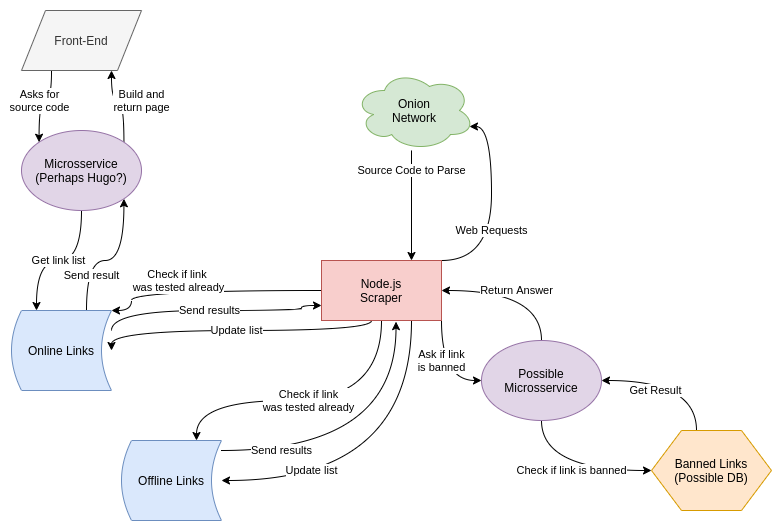 Front-End
Asks for
source code
Build and
return page
Onion
Network
Microsservice
(Perhaps Hugo?)
Source Code to Parse
Web Requests
Get link list
Send result
Check if link
was tested already
Node.js
Scraper
Return Answer
Send results
Update list
Online Links
Ask if link
is banned
Possible
Microsservice
Get Result
Check if link
was tested already
Send results
Update list
Offline Links
Check if link is banned
Banned Links
(Possible DB)